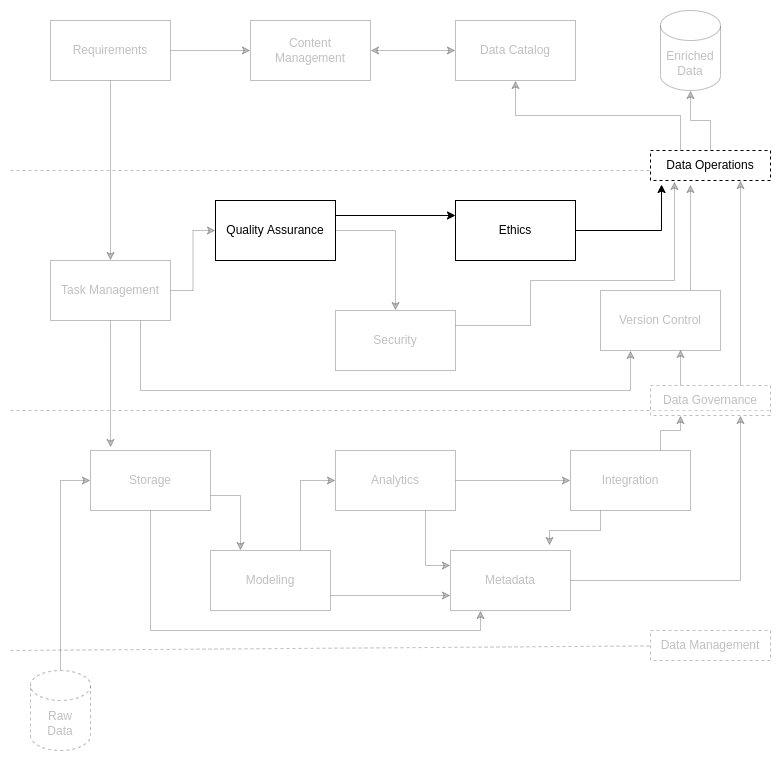 Requirements
Content
Management
Data Catalog
Enriched
Data
Data Operations
Quality Assurance
Ethics
Task Management
Security
Version Control
Data Governance
Storage
Analytics
Integration
Modeling
Metadata
Data Management
Raw
Data